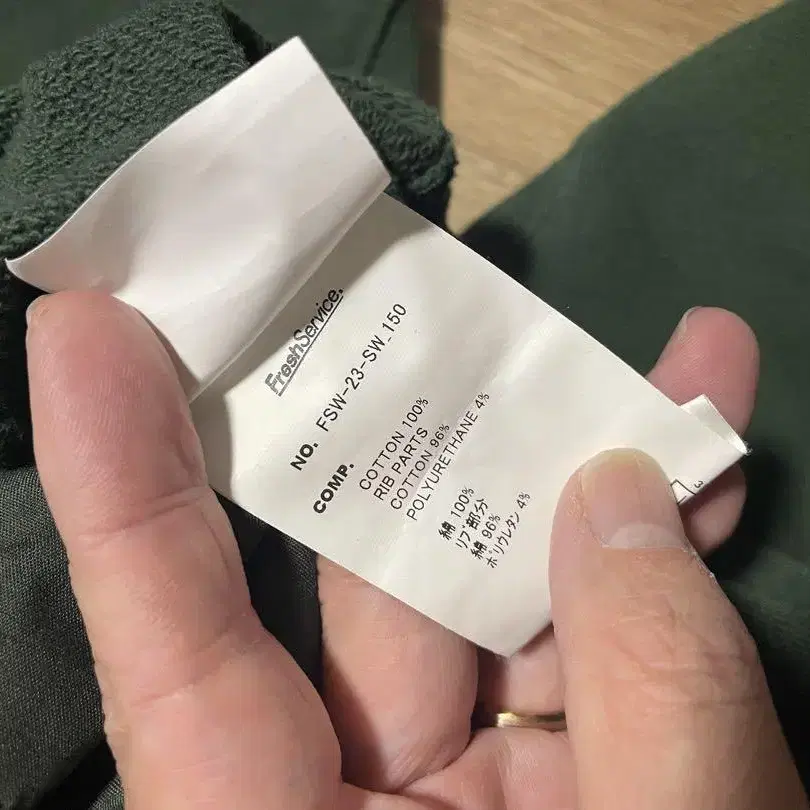 FreshService.
NO. FSW-23-SW_150
COMP.
COTTON 100%
RIB PARTS
COTTON 96%
POLYURETHANE 4%
綿 100%
リブ部分
綿 96%
ポリウレタン 4%